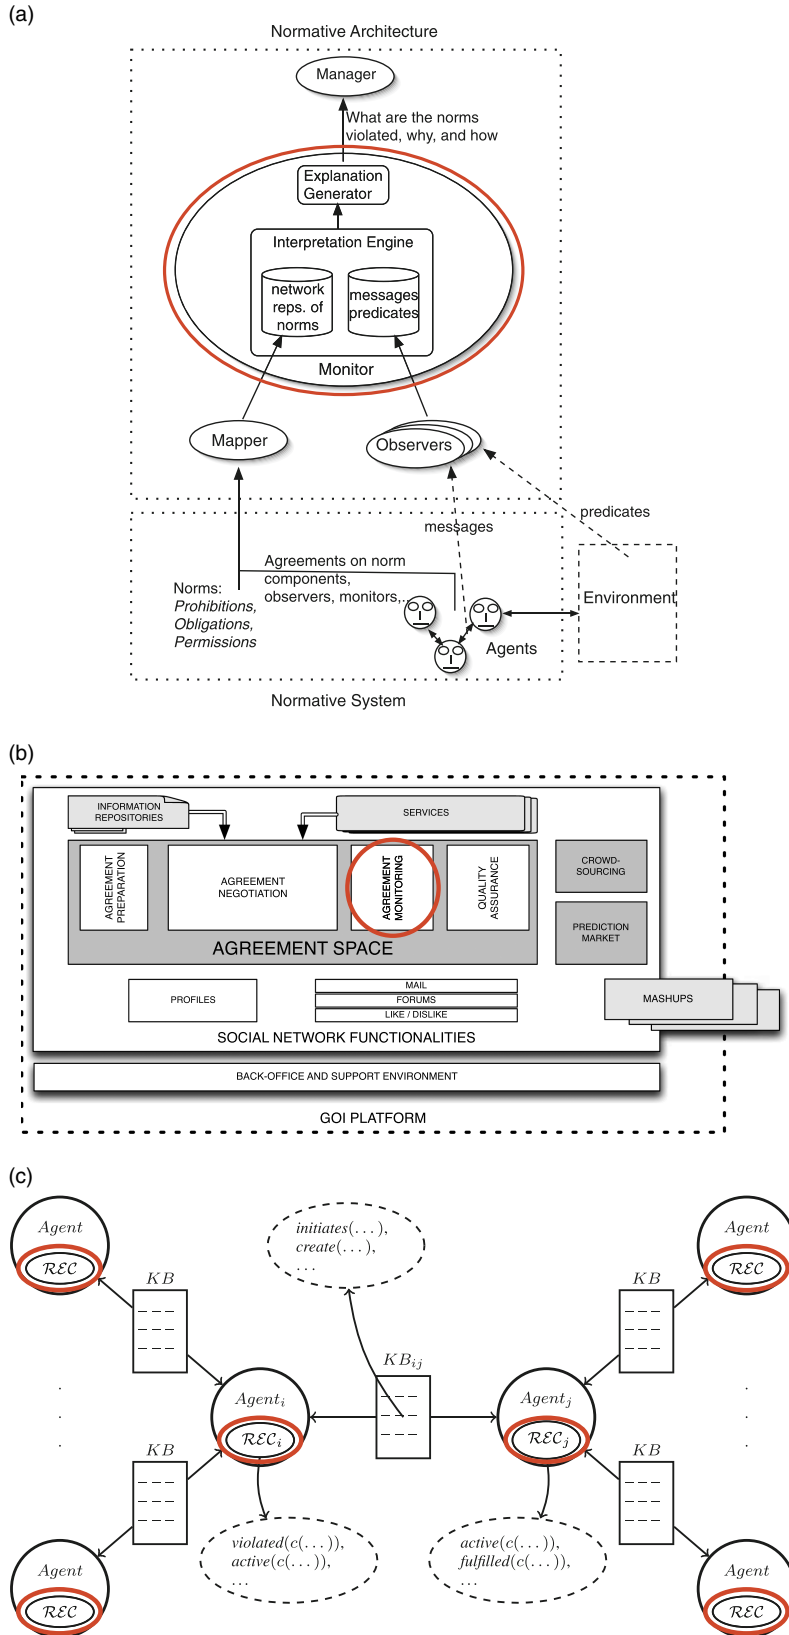 (a)
Normative Architecture
Manager
What are the norms
violated, why, and how
Explanation
Generator
Interpretation Engine
network
reps. of
norms
messages
predicates
Monitor
Mapper
Observers
predicates
messages
Agreements on norm
components,
observers, monitors,..
Norms:
Prohibitions,
Obligations,
Permissions
Environment
Agents
Normative System
(b)
INFORMATION
REPOSITORIES
SERVICES
AGREEMENT
PREPARATION
AGREEMENT
NEGOTIATION
AGREEMENT
MONITORING
QUALITY
ASSURANCE
CROWD-
SOURCING
PREDICTION
MARKET
AGREEMENT SPACE
PROFILES
MAIL
FORUMS
LIKE / DISLIKE
MASHUPS
SOCIAL NETWORK FUNCTIONALITIES
BACK-OFFICE AND SUPPORT ENVIRONMENT
GOI PLATFORM
(c)
Agent
REC
initiates(...),
create(...),
...
Agent
REC
KB
KB
KB_ij
Agent_i
REC_i
Agent_j
REC_j
KB
KB
violated(c(...)),
active(c(...)),
...
active(c(...)),
fulfilled(c(...)),
...
Agent
REC
Agent
REC